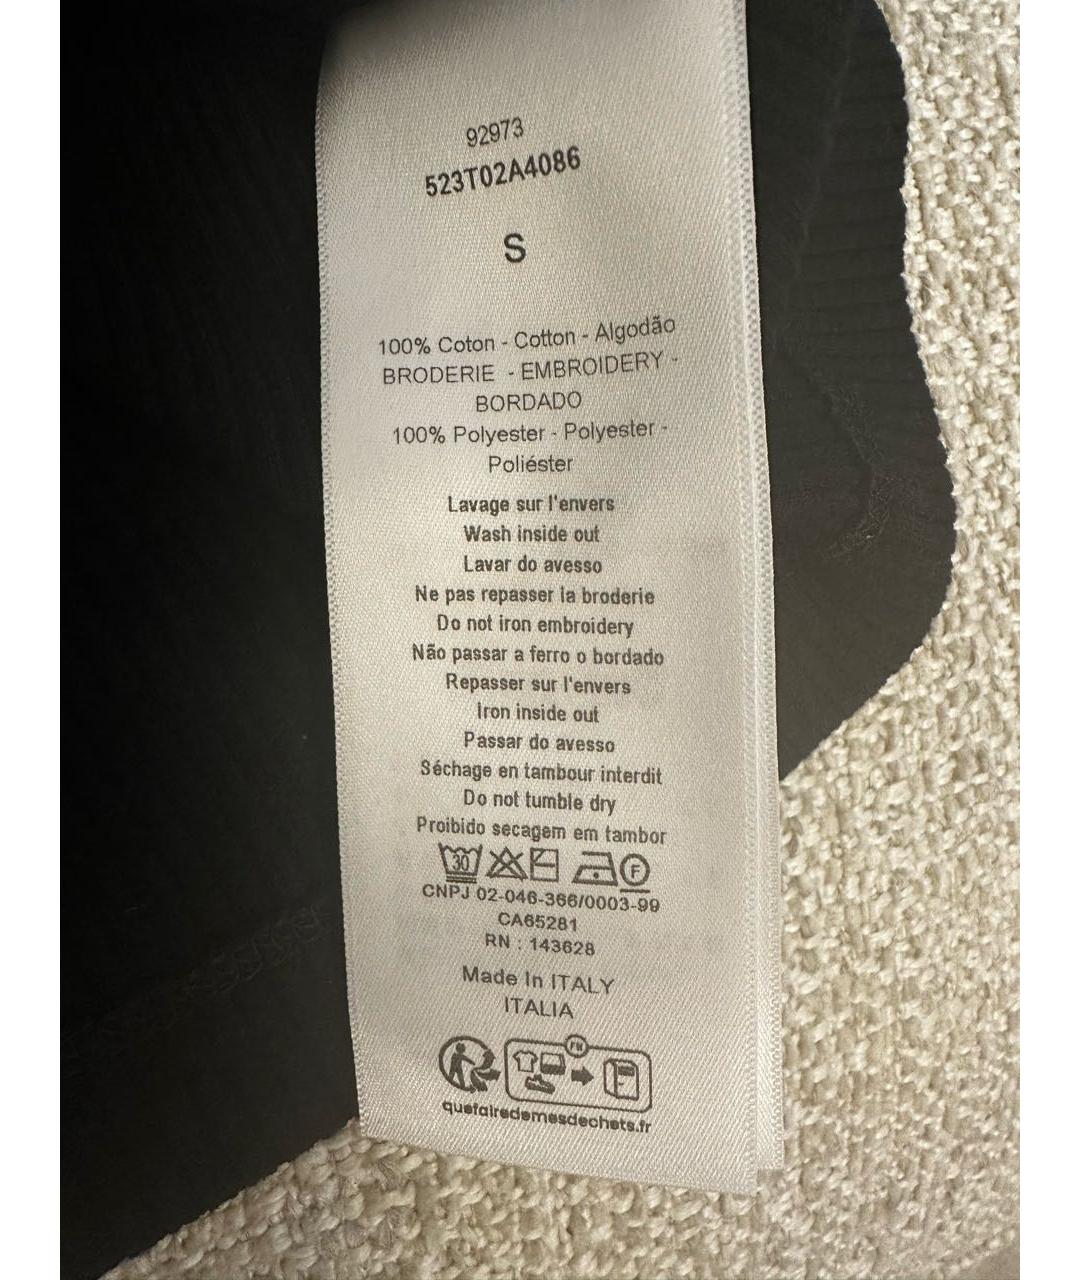 92973
523T02A4086
S
100% Coton - Cotton - Algodão
BRODERIE - EMBROIDERY -
BORDADO
100% Polyester - Polyester -
Poliéster
Lavage sur l'envers
Wash inside out
Lavar do avesso
Ne pas repasser la broderie
Do not iron embroidery
Não passar a ferro o bordado
Repasser sur l'envers
Iron inside out
Passar do avesso
Séchage en tambour interdit
Do not tumble dry
Proibido secagem em tambor
30 F
CNPJ 02-046-366/0003-99
CA65281
RN : 143628
Made In ITALY
ITALIA
FR
quefairedemesdechets.fr